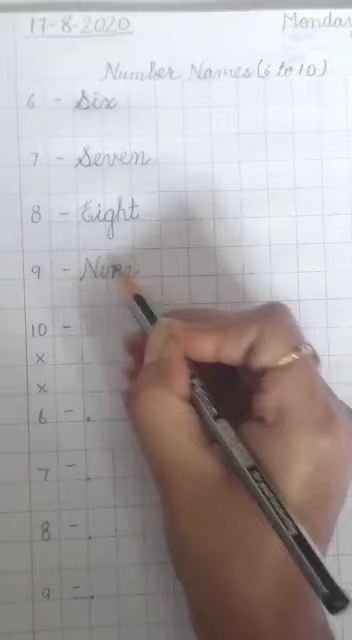 17-8-2020 Monday
Number Names (6 to 10)
6 - Six
7 - Seven
8 - Eight
9 - Nine
10 -
x
x
6 - .
7 - .
8 - .
9 - .